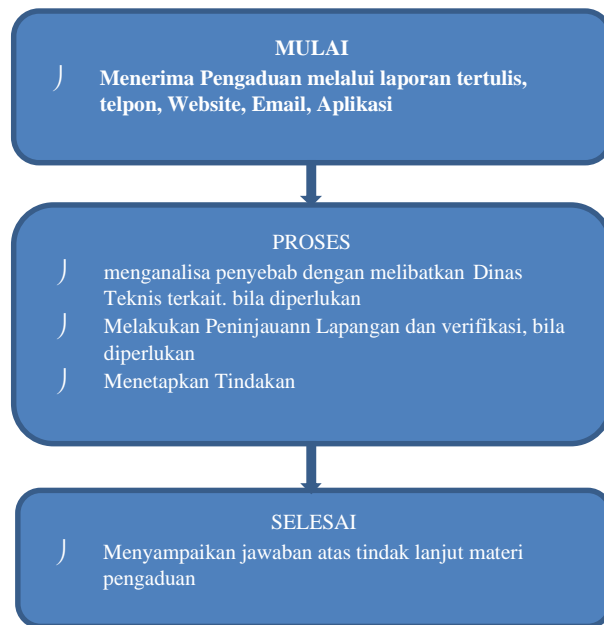 MULAI
Menerima Pengaduan melalui laporan tertulis,
telpon, Website, Email, Aplikasi
PROSES
menganalisa penyebab dengan melibatkan Dinas
Teknis terkait. bila diperlukan
Melakukan Peninjauann Lapangan dan verifikasi, bila
diperlukan
Menetapkan Tindakan
SELESAI
Menyampaikan jawaban atas tindak lanjut materi
pengaduan